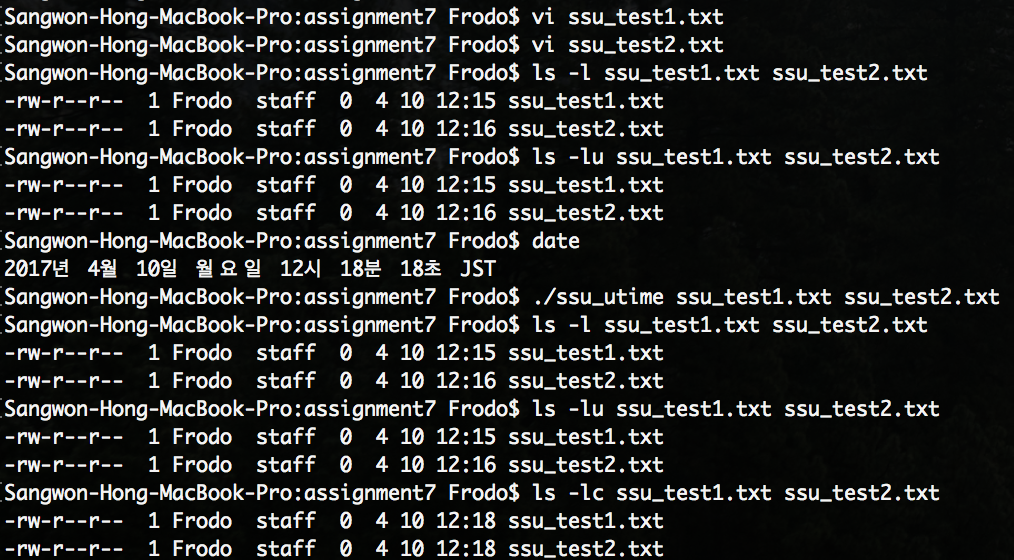 Sangwon-Hong-MacBook-Pro:assignment7 Frodo$ vi ssu_test1.txt
Sangwon-Hong-MacBook-Pro:assignment7 Frodo$ vi ssu_test2.txt
Sangwon-Hong-MacBook-Pro:assignment7 Frodo$ ls -l ssu_test1.txt ssu_test2.txt
-rw-r--r--  1 Frodo  staff  0  4 10 12:15 ssu_test1.txt
-rw-r--r--  1 Frodo  staff  0  4 10 12:16 ssu_test2.txt
Sangwon-Hong-MacBook-Pro:assignment7 Frodo$ ls -lu ssu_test1.txt ssu_test2.txt
-rw-r--r--  1 Frodo  staff  0  4 10 12:15 ssu_test1.txt
-rw-r--r--  1 Frodo  staff  0  4 10 12:16 ssu_test2.txt
Sangwon-Hong-MacBook-Pro:assignment7 Frodo$ date
2017년  4월  10일  월요일  12시  18분  18초  JST
Sangwon-Hong-MacBook-Pro:assignment7 Frodo$ ./ssu_utime ssu_test1.txt ssu_test2.txt
Sangwon-Hong-MacBook-Pro:assignment7 Frodo$ ls -l ssu_test1.txt ssu_test2.txt
-rw-r--r--  1 Frodo  staff  0  4 10 12:15 ssu_test1.txt
-rw-r--r--  1 Frodo  staff  0  4 10 12:16 ssu_test2.txt
Sangwon-Hong-MacBook-Pro:assignment7 Frodo$ ls -lu ssu_test1.txt ssu_test2.txt
-rw-r--r--  1 Frodo  staff  0  4 10 12:15 ssu_test1.txt
-rw-r--r--  1 Frodo  staff  0  4 10 12:16 ssu_test2.txt
Sangwon-Hong-MacBook-Pro:assignment7 Frodo$ ls -lc ssu_test1.txt ssu_test2.txt
-rw-r--r--  1 Frodo  staff  0  4 10 12:18 ssu_test1.txt
-rw-r--r--  1 Frodo  staff  0  4 10 12:18 ssu_test2.txt